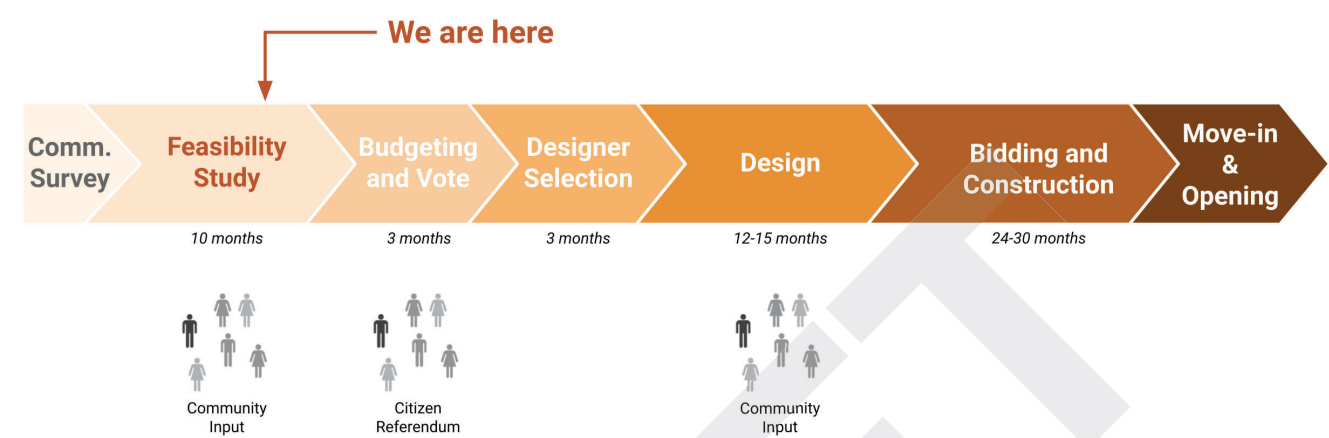 We are here
Comm.
Survey
Feasibility
Study
Budgeting
and Vote
Designer
Selection
Design
Bidding and
Construction
Move-in
&
Opening
10 months
3 months
3 months
12-15 months
24-30 months
Community
Input
Citizen
Referendum
Community
Input